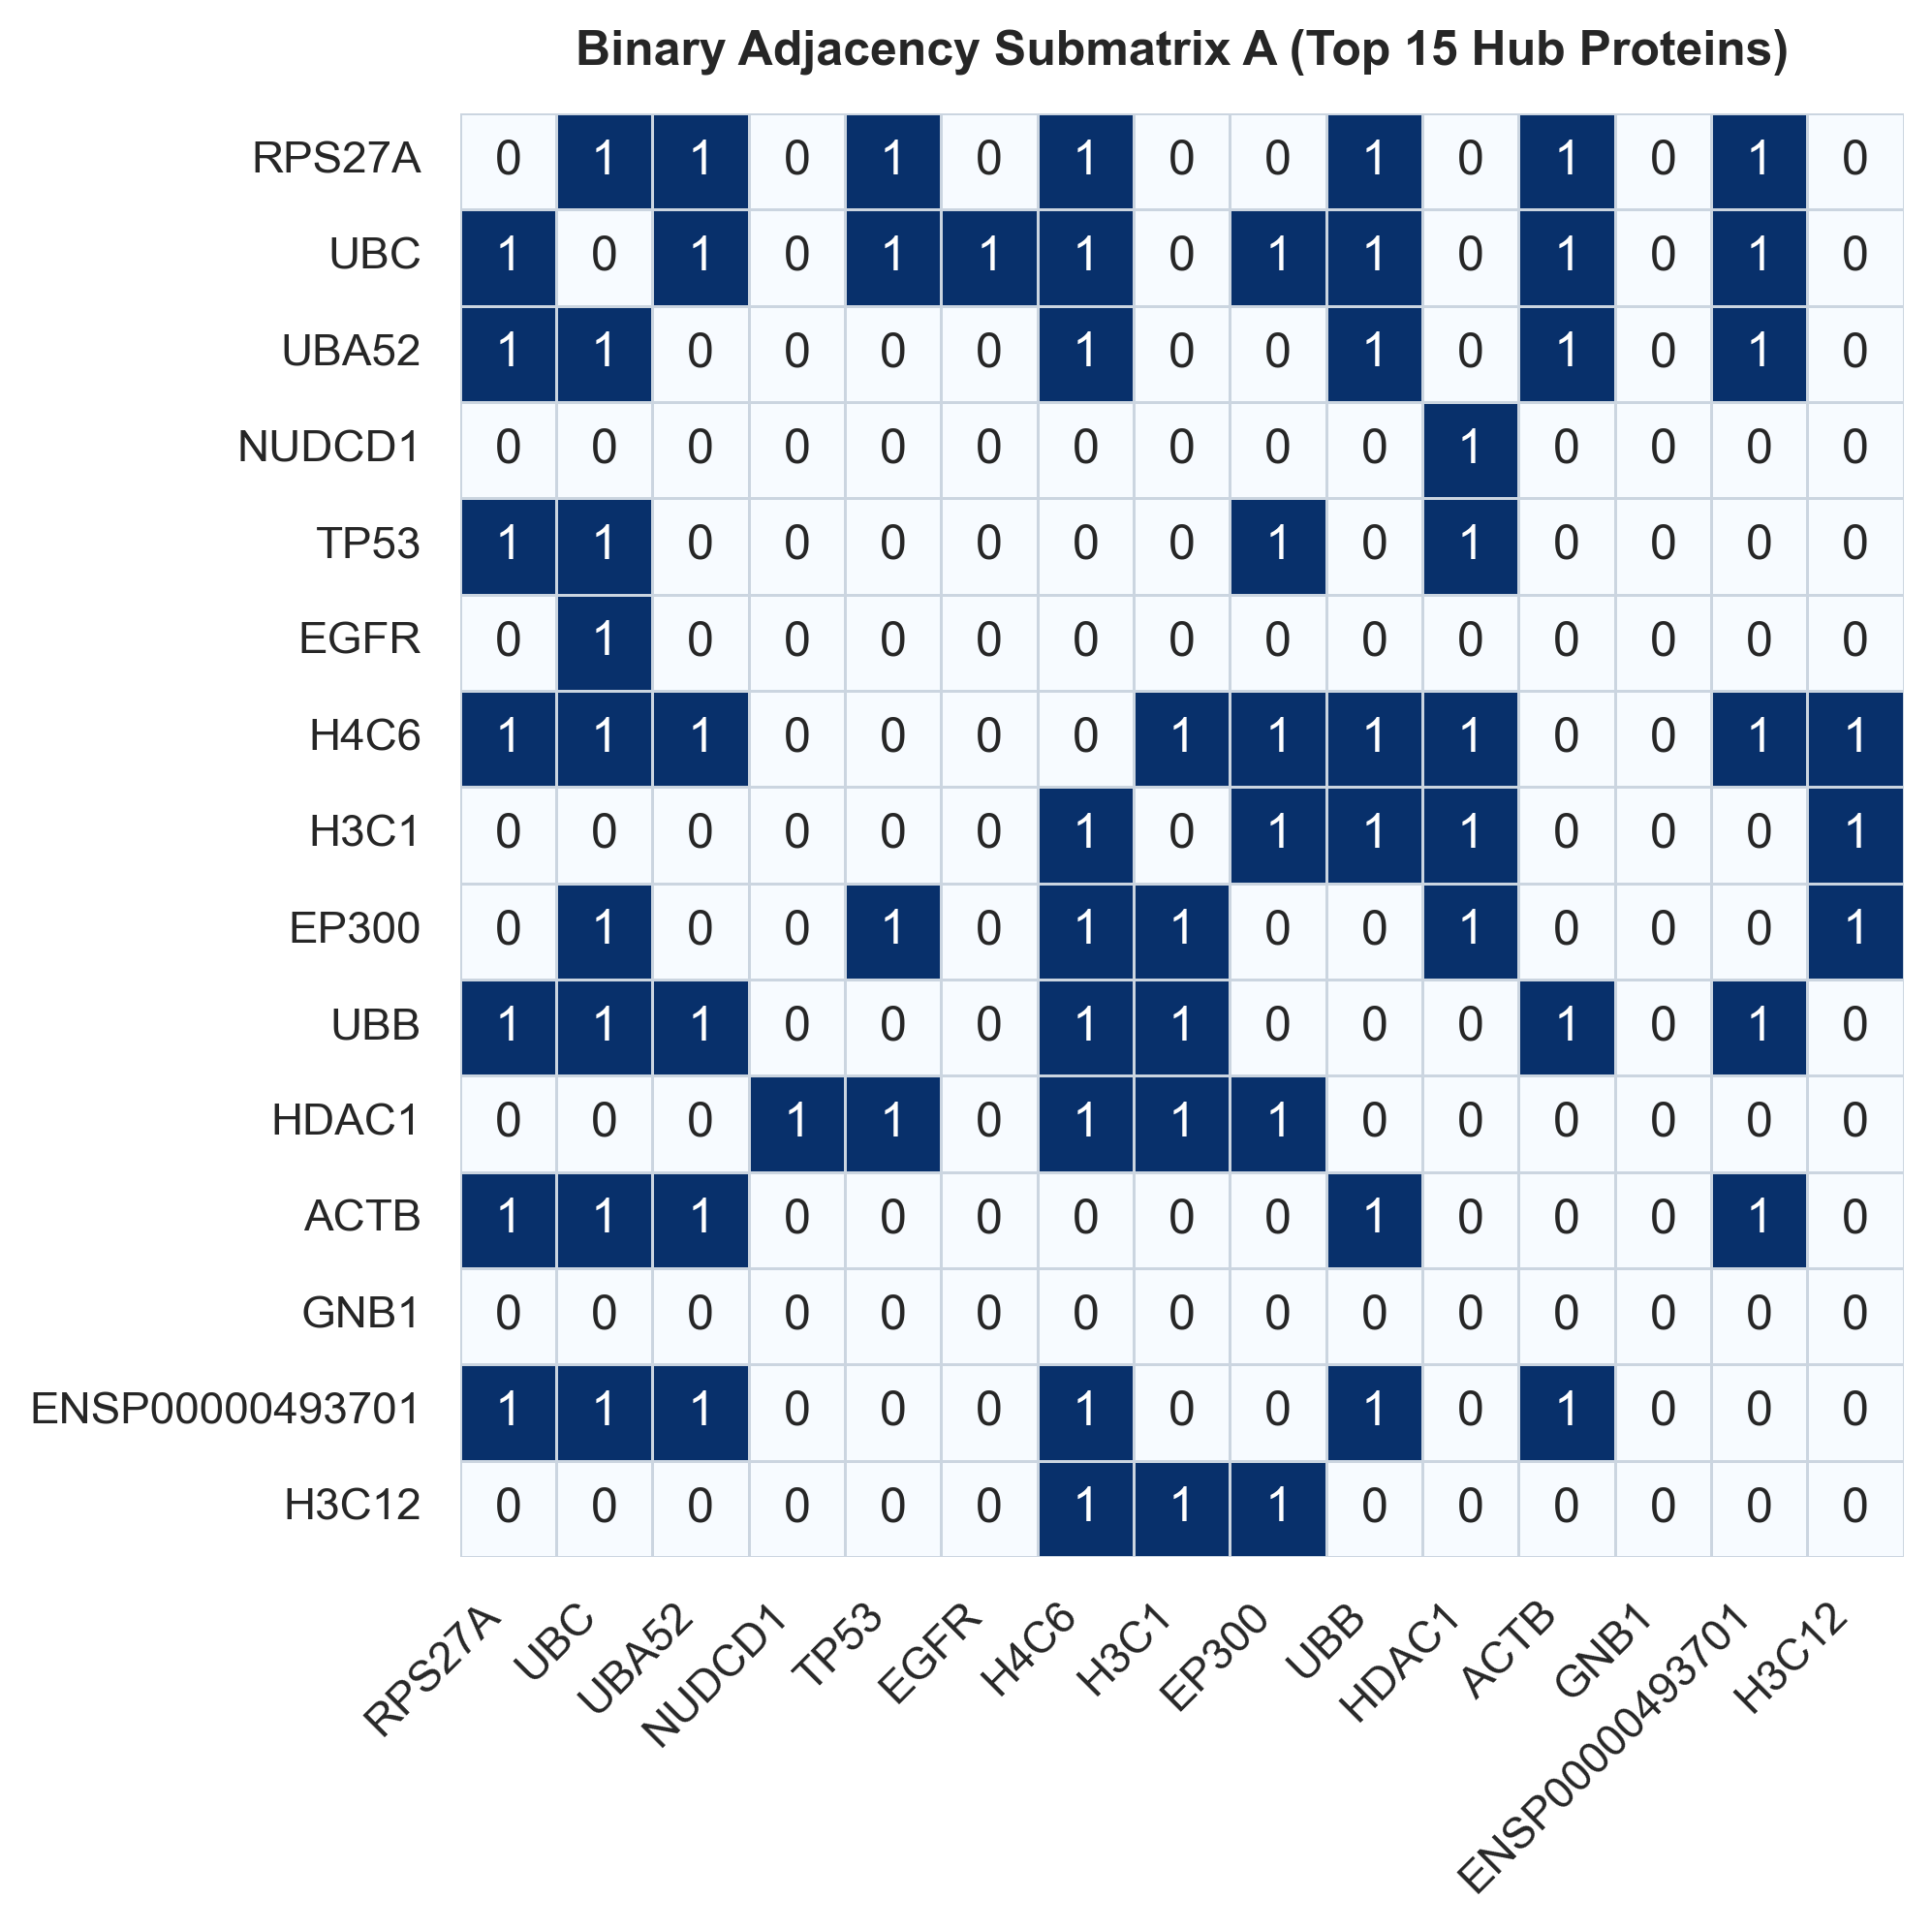 Binary Adjacency Submatrix A (Top 15 Hub Proteins)
RPS27A 0 1 1 0 1 0 1 0 0 1 0 1 0 1 0
UBC 1 0 1 0 1 1 1 0 1 1 0 1 0 1 0
UBA52 1 1 0 0 0 0 1 0 0 1 0 1 0 1 0
NUDCD1 0 0 0 0 0 0 0 0 0 0 1 0 0 0 0
TP53 1 1 0 0 0 0 0 0 1 0 1 0 0 0 0
EGFR 0 1 0 0 0 0 0 0 0 0 0 0 0 0 0
H4C6 1 1 1 0 0 0 0 1 1 1 1 0 0 1 1
H3C1 0 0 0 0 0 0 1 0 1 1 1 0 0 0 1
EP300 0 1 0 0 1 0 1 1 0 0 1 0 0 0 1
UBB 1 1 1 0 0 0 1 1 0 0 0 1 0 1 0
HDAC1 0 0 0 1 1 0 1 1 1 0 0 0 0 0 0
ACTB 1 1 1 0 0 0 0 0 0 1 0 0 0 1 0
GNB1 0 0 0 0 0 0 0 0 0 0 0 0 0 0 0
ENSP00000493701 1 1 1 0 0 0 1 0 0 1 0 1 0 0 0
H3C12 0 0 0 0 0 0 1 1 1 0 0 0 0 0 0
RPS27A UBC UBA52 NUDCD1 TP53 EGFR H4C6 H3C1 EP300 UBB HDAC1 ACTB GNB1 ENSP00000493701 H3C12